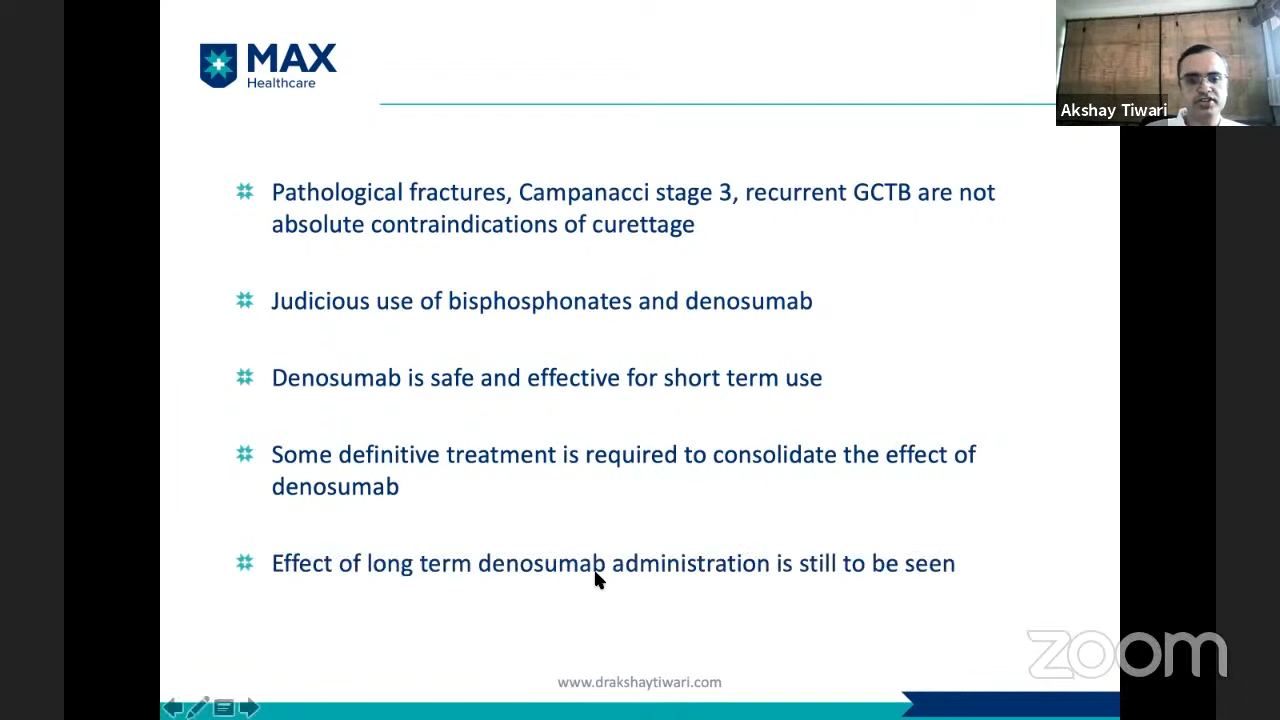 MAX
Healthcare
Akshay Tiwari
Pathological fractures, Campanacci stage 3, recurrent GCTB are not
absolute contraindications of curettage
Judicious use of bisphosphonates and denosumab
Denosumab is safe and effective for short term use
Some definitive treatment is required to consolidate the effect of
denosumab
Effect of long term denosumab administration is still to be seen
zoom
www.drakshaytiwari.com